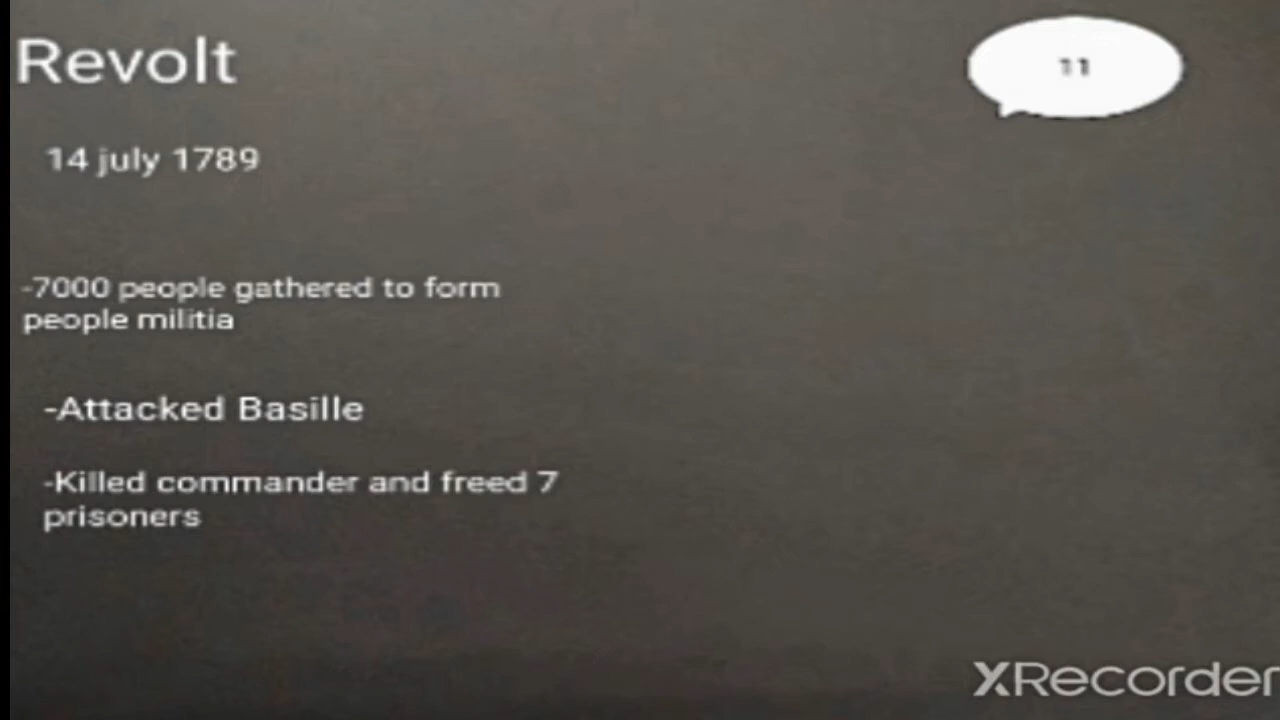 Revolt
11
14 july 1789
-7000 people gathered to form
people militia
-Attacked Basille
-Killed commander and freed 7
prisoners
XRecorder